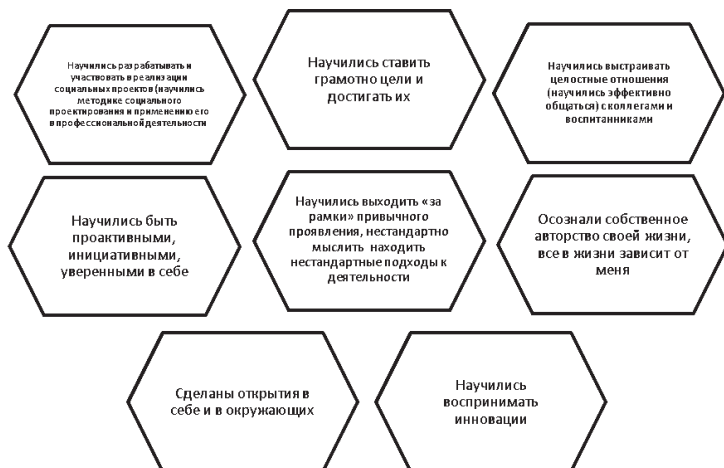 Научились разрабатывать и
участвовать в реализации
социальных проектов (научились
методике социального
проектирования и применению его
в профессиональной деятельности
Научились ставить
грамотно цели и
достигать их
Научились выстраивать
целостные отношения
(научились эффективно
общаться) с коллегами и
воспитанниками
Научились быть
проактивными,
инициативными,
уверенными в себе
Научились выходить «за
рамки» привычного
проявления, нестандартно
мыслить находить
нестандартные подходы к
деятельности
Осознали собственное
авторство своей жизни,
все в жизни зависит от
меня
Сделаны открытия в
себе и в окружающих
Научились
воспринимать
инновации